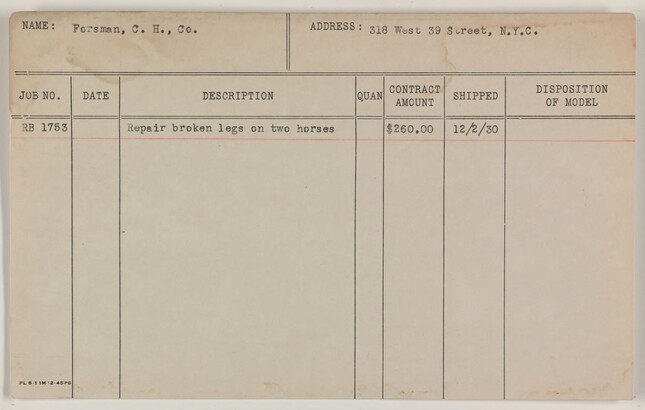 NAME: Forsman, C. H., Co. ADDRESS: 318 West 39 Street, N.Y.C.
JOB NO. DATE DESCRIPTION QUAN CONTRACT AMOUNT SHIPPED DISPOSITION OF MODEL
RB 1753 Repair broken legs on two horses $260.00 12/2/30